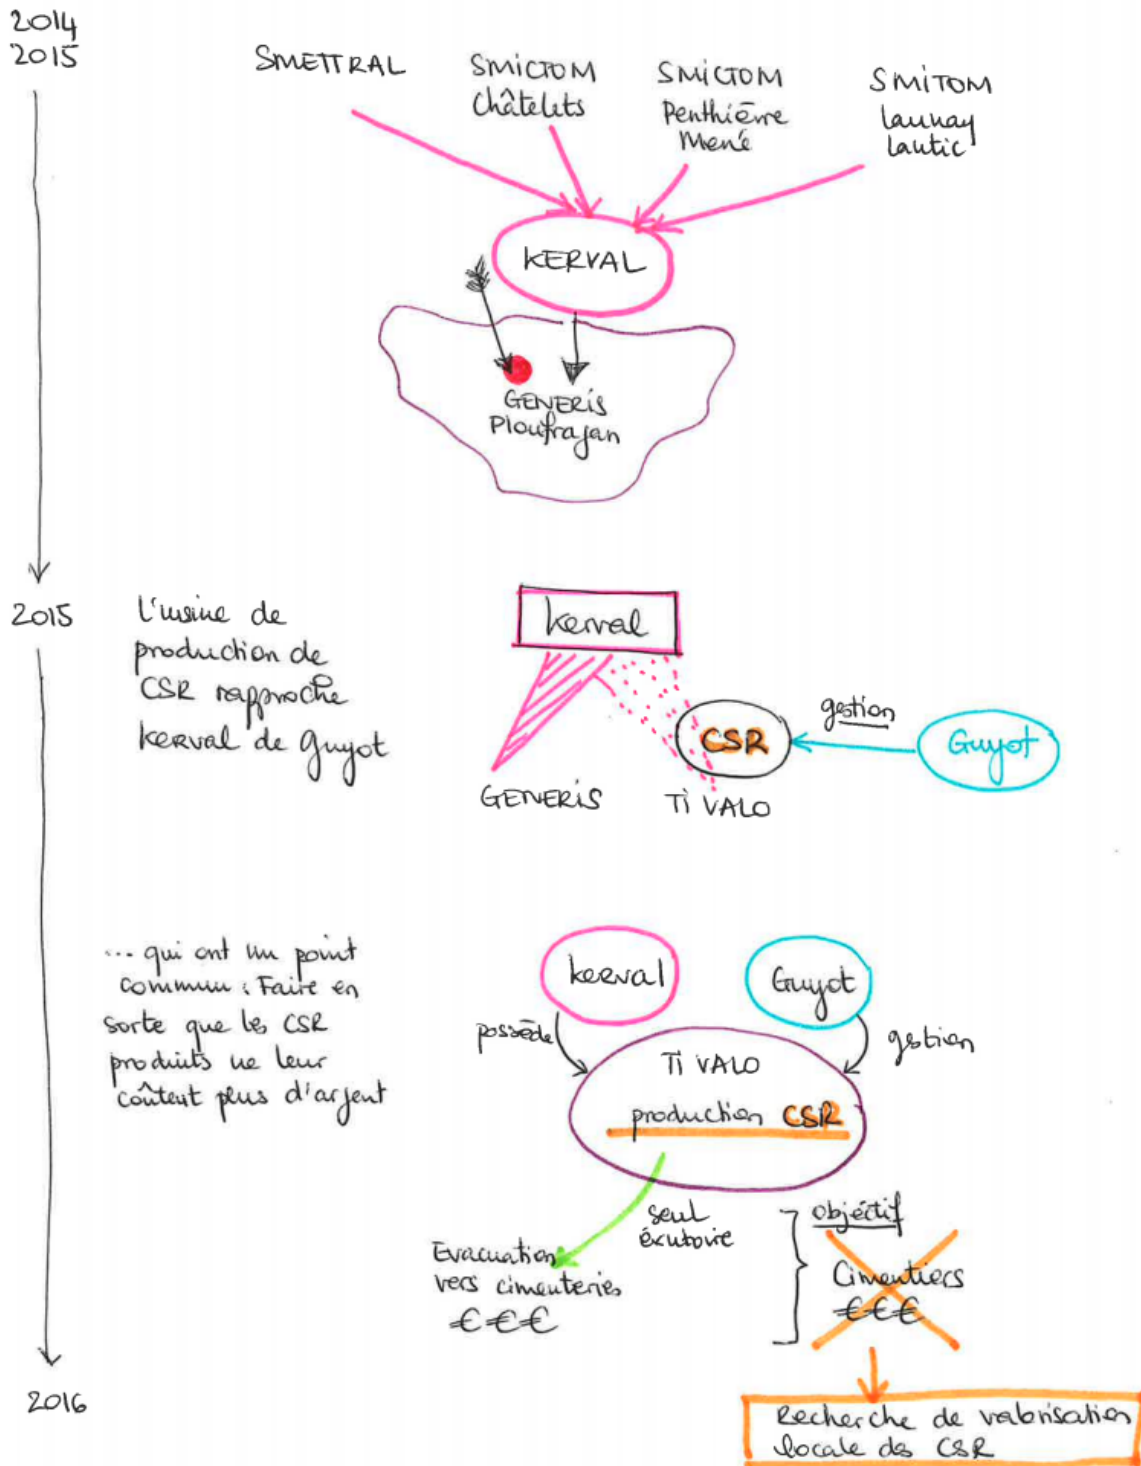 2014
2015
SMETTRAL
SMICTOM
Châtelets
SMICTOM
Penthièvre
Mené
SMITOM
Launay
Lantic
KERVAL
GENERIS
Ploufragan
2015
L'usine de
production de
CSR rapproche
Kerval de Guyot
Kerval
GENERIS
CSR
TI VALO
gestion
Guyot
... qui ont un point
commun : Faire en
sorte que les CSR
produits ne leur
coûtent plus d'argent
Kerval
Guyot
possède
gestion
TI VALO
production CSR
seul
exutoire
Evacuation
vers cimenteries
€€€
objectif
Cimentiers
€€€
2016
Recherche de valorisation
locale des CSR